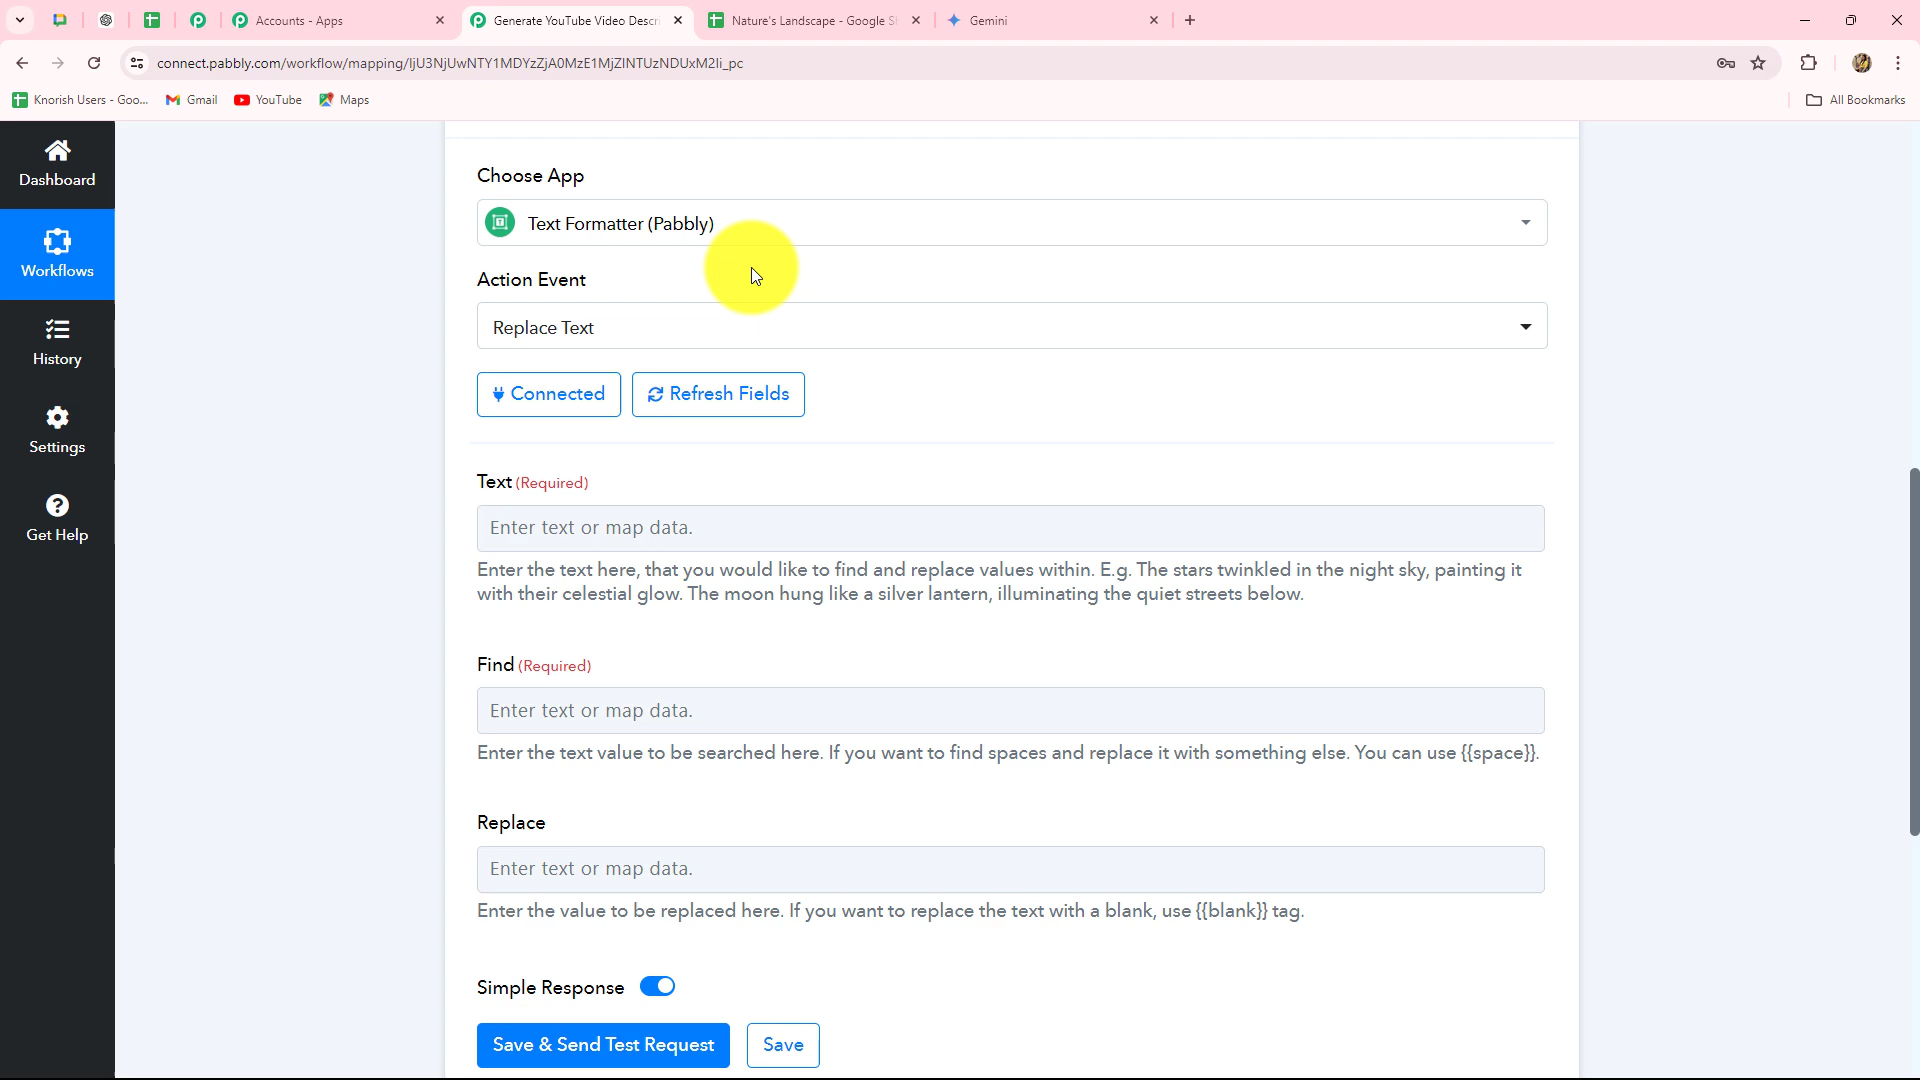 Accounts - Apps
Generate YouTube Video Descri
Nature's Landscape - Google S
Gemini
connect.pabbly.com/workflow/mapping/IjU3NjUwNTY1MDYzZjA0MzE1MjZlNTUzNDUxM2Ii_pc
Knorish Users - Goo...
Gmail
YouTube
Maps
All Bookmarks
Dashboard
Workflows
History
Settings
Get Help
Choose App
Text Formatter (Pabbly)
Action Event
Replace Text
Connected
Refresh Fields
Text (Required)
Enter text or map data.
Enter the text here, that you would like to find and replace values within. E.g. The stars twinkled in the night sky, painting it
with their celestial glow. The moon hung like a silver lantern, illuminating the quiet streets below.
Find (Required)
Enter text or map data.
Enter the text value to be searched here. If you want to find spaces and replace it with something else. You can use {{space}}.
Replace
Enter text or map data.
Enter the value to be replaced here. If you want to replace the text with a blank, use {{blank}} tag.
Simple Response
Save & Send Test Request
Save